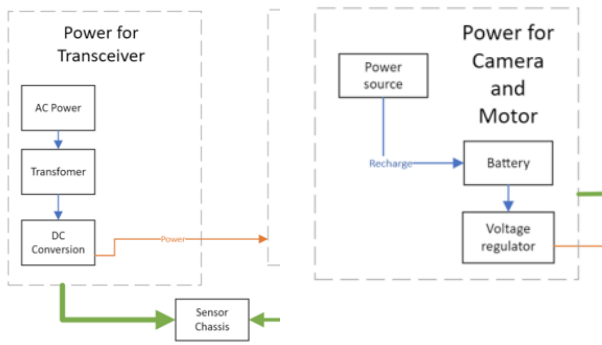 Power for
Transceiver
AC Power
Transfomer
DC
Conversion
Power
Sensor
Chassis
Power for
Camera
and
Motor
Power
source
Recharge
Battery
Voltage
regulator